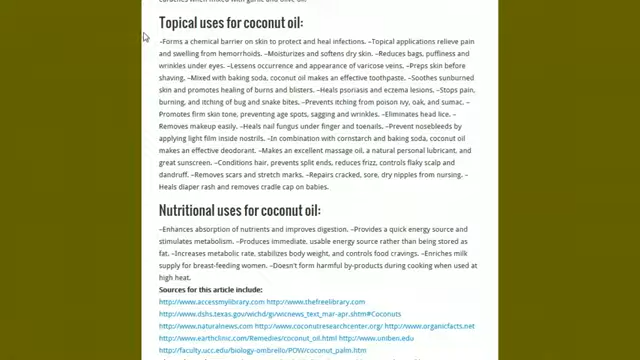 earaches when mixed with garlic and olive oil.
Topical uses for coconut oil:
~Forms a chemical barrier on skin to protect and heal infections. ~Topical applications relieve pain
and swelling from hemorrhoids. ~Moisturizes and softens dry skin. ~Reduces bags, puffiness and
wrinkles under eyes. ~Lessens occurrence and appearance of varicose veins. ~Preps skin before
shaving. ~Mixed with baking soda, coconut oil makes an effective toothpaste. ~Soothes sunburned
skin and promotes healing of burns and blisters. ~Heals psoriasis and eczema lesions. ~Stops pain,
burning, and itching of bug and snake bites. ~Prevents itching from poison ivy, oak, and sumac. ~
Promotes firm skin tone, preventing age spots, sagging and wrinkles. ~Eliminates head lice. ~
Removes makeup easily. ~Heals nail fungus under finger and toenails. ~Prevent nosebleeds by
applying light film inside nostrils. ~In combination with cornstarch and baking soda, coconut oil
makes an effective deodorant. ~Makes an excellent massage oil, a natural personal lubricant, and
great sunscreen. ~Conditions hair, prevents split ends, reduces frizz, controls flaky scalp and
dandruff. ~Removes scars and stretch marks. ~Repairs cracked, sore, dry nipples from nursing. ~
Heals diaper rash and removes cradle cap on babies.
Nutritional uses for coconut oil:
~Enhances absorption of nutrients and improves digestion. ~Provides a quick energy source and
stimulates metabolism. ~Produces immediate, usable energy source rather than being stored as
fat. ~Increases metabolic rate, stabilizes body weight, and controls food cravings. ~Enriches milk
supply for breast-feeding women. ~Doesn't form harmful by-products during cooking when used at
high heat.
Sources for this article include:
http://www.accessmylibrary.com http://www.thefreelibrary.com
http://www.dshs.texas.gov/wichd/gi/wicnews_text_mar-apr.shtm#Coconuts
http://www.naturalnews.com http://www.coconutresearchcenter.org/ http://www.organicfacts.net
http://www.earthclinic.com/Remedies/coconut_oil.html http://www.uniben.edu
http://faculty.ucc.edu/biology-ombrello/POW/coconut_palm.htm